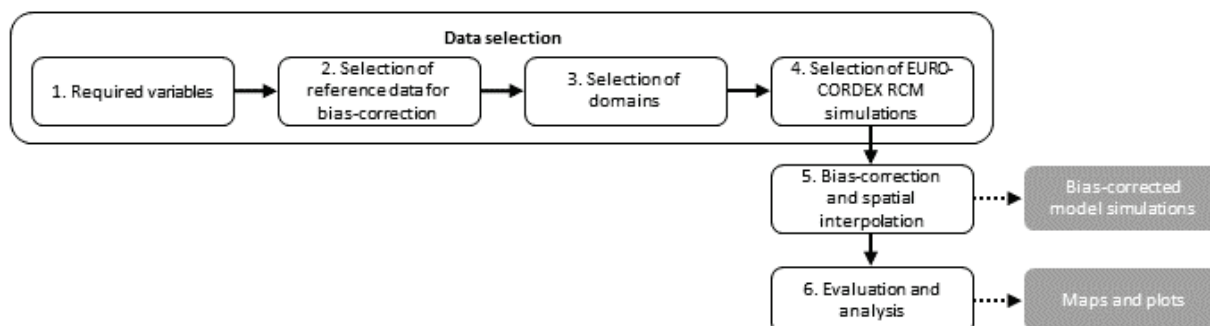 Data selection
1. Required variables
2. Selection of
reference data for
bias-correction
3. Selection of
domains
4. Selection of EURO-
CORDEX RCM
simulations
5. Bias-correction
and spatial
interpolation
Bias-corrected
model simulations
6. Evaluation and
analysis
Maps and plots